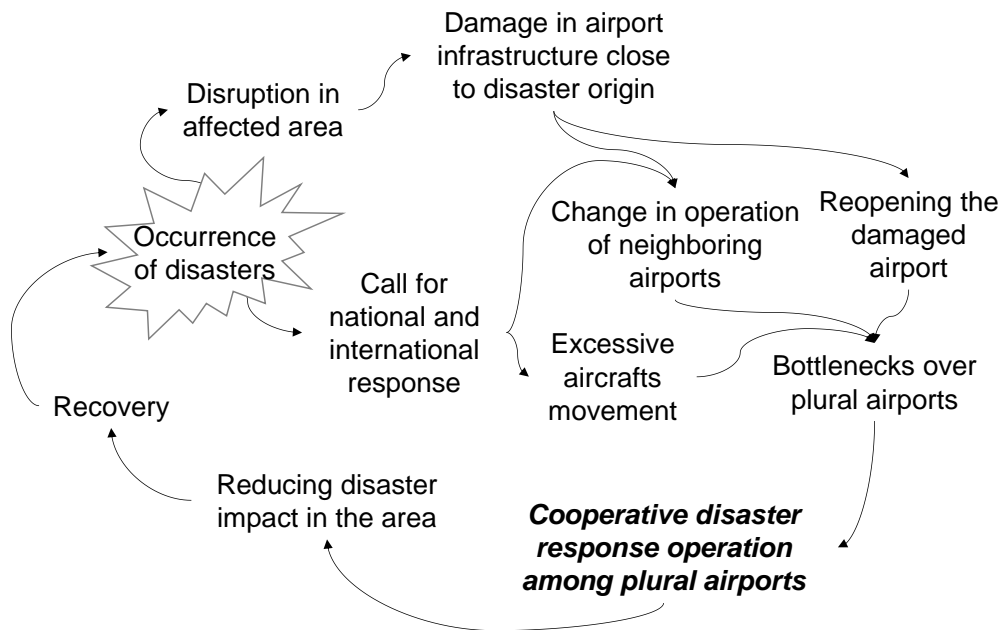 Damage in airport
infrastructure close
to disaster origin
Disruption in
affected area
Occurrence
of disasters
Change in operation
of neighboring
airports
Reopening the
damaged
airport
Call for
national and
international
response
Excessive
aircrafts
movement
Bottlenecks over
plural airports
Recovery
Reducing disaster
impact in the area
Cooperative disaster
response operation
among plural airports